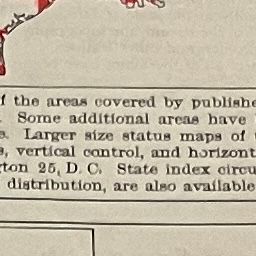 f the areas covered by publishe
. Some additional areas have
s. Larger size status maps of
s, vertical control, and horizont
ton 25, D. C. State index circu
distribution, are also available